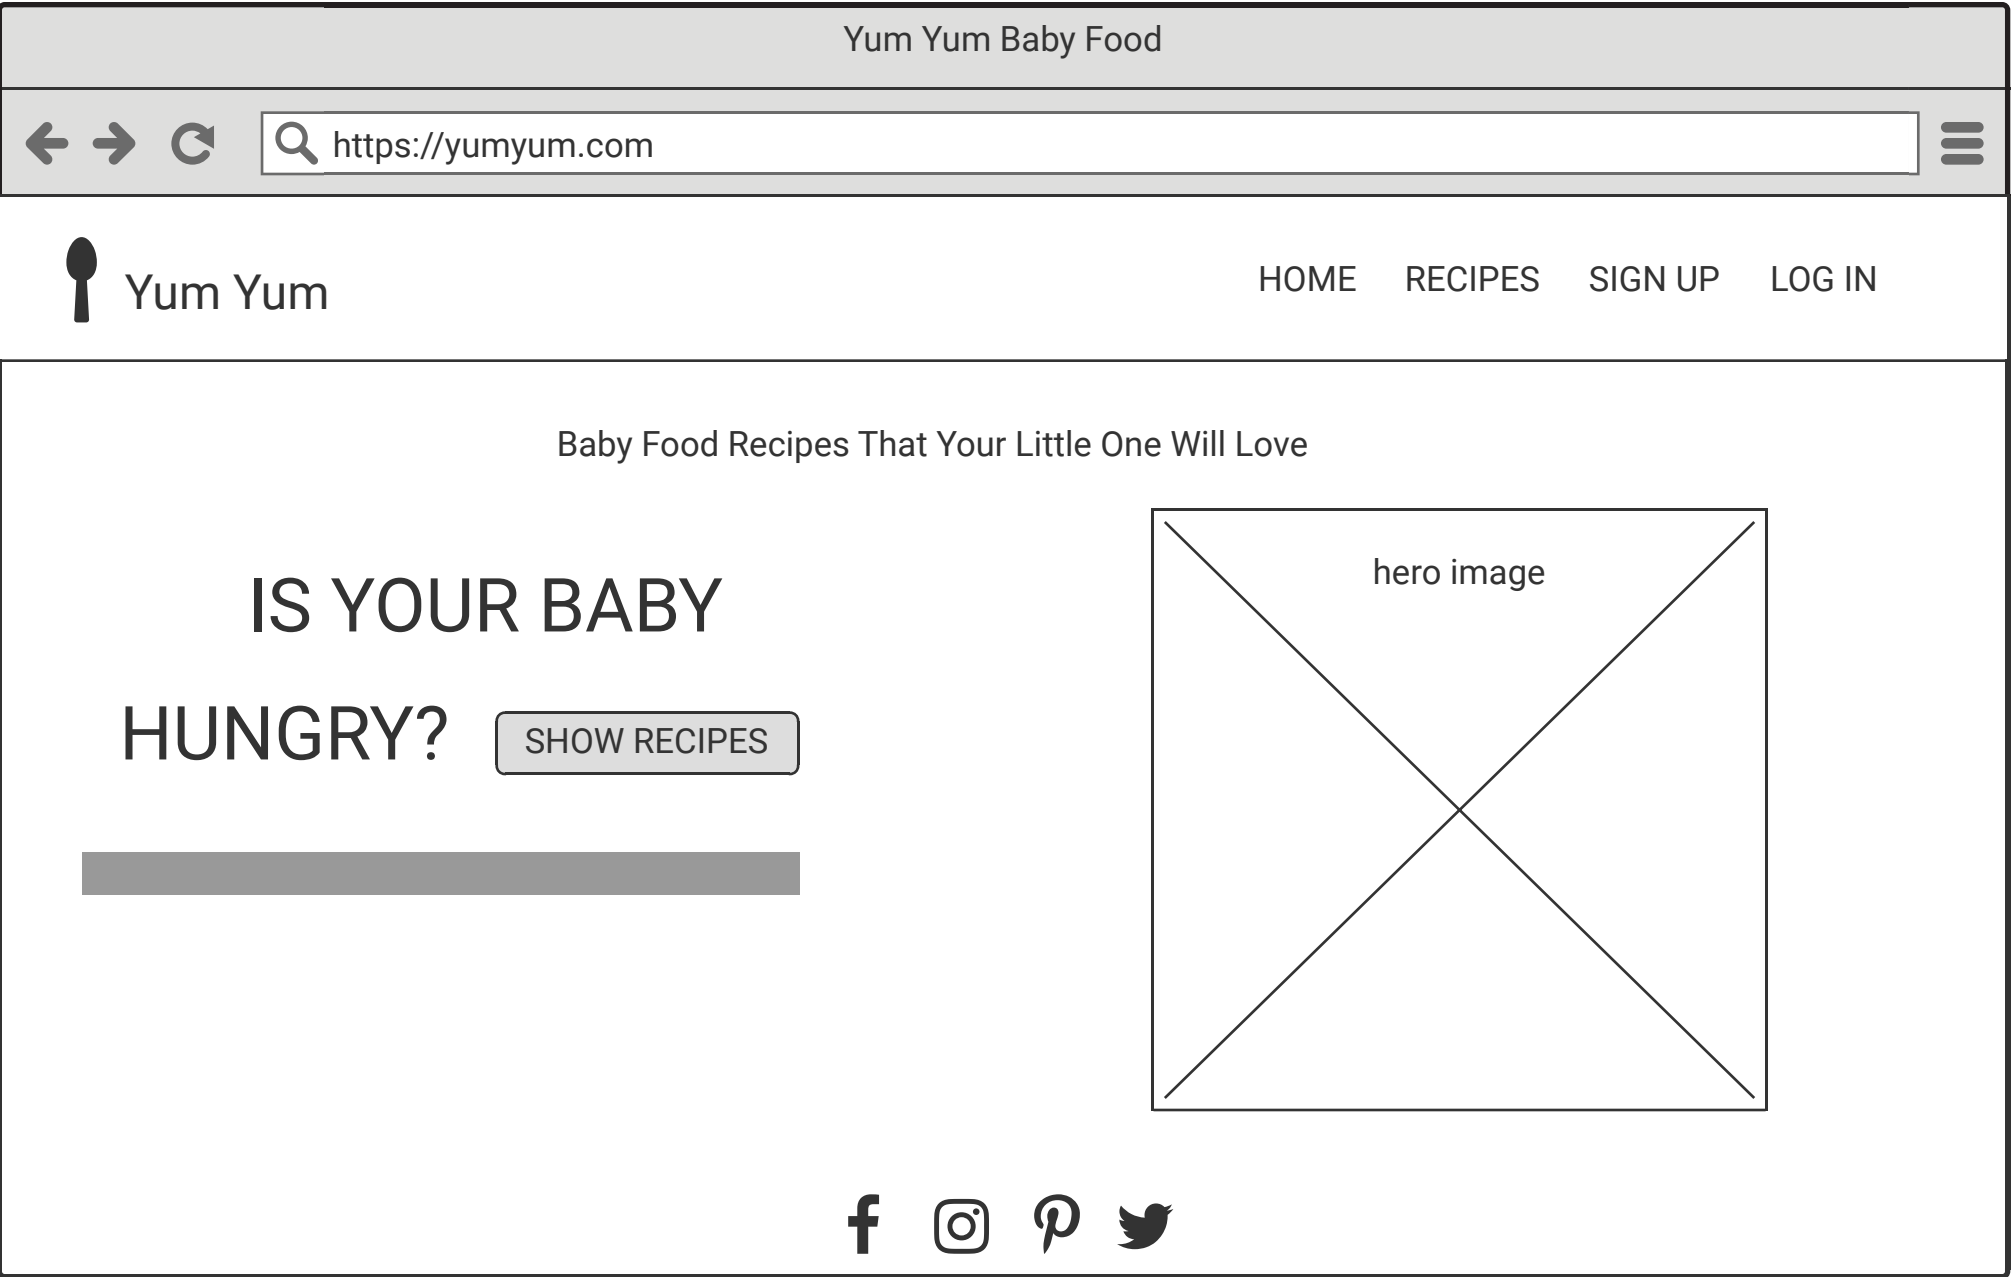 Yum Yum Baby Food
https://yumyum.com
Yum Yum
HOME RECIPES SIGN UP LOG IN
Baby Food Recipes That Your Little One Will Love
IS YOUR BABY
HUNGRY? SHOW RECIPES
hero image